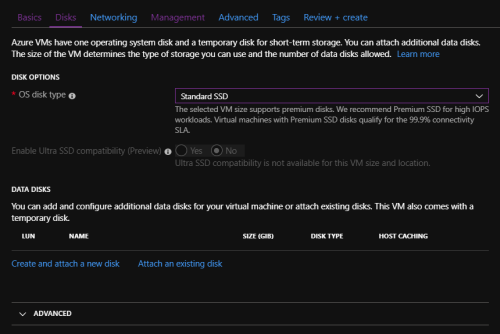 Basics Disks Networking Management Advanced Tags Review + create
Azure VMs have one operating system disk and a temporary disk for short-term storage. You can attach additional data disks.
The size of the VM determines the type of storage you can use and the number of data disks allowed. Learn more
DISK OPTIONS
* OS disk type Standard SSD
The selected VM size supports premium disks. We recommend Premium SSD for high IOPS
workloads. Virtual machines with Premium SSD disks qualify for the 99.9% connectivity
SLA.
Enable Ultra SSD compatibility (Preview) Yes No
Ultra SSD compatibility is not available for this VM size and location.
DATA DISKS
You can add and configure additional data disks for your virtual machine or attach existing disks. This VM also comes with a
temporary disk.
LUN NAME SIZE (GIB) DISK TYPE HOST CACHING
Create and attach a new disk Attach an existing disk
ADVANCED